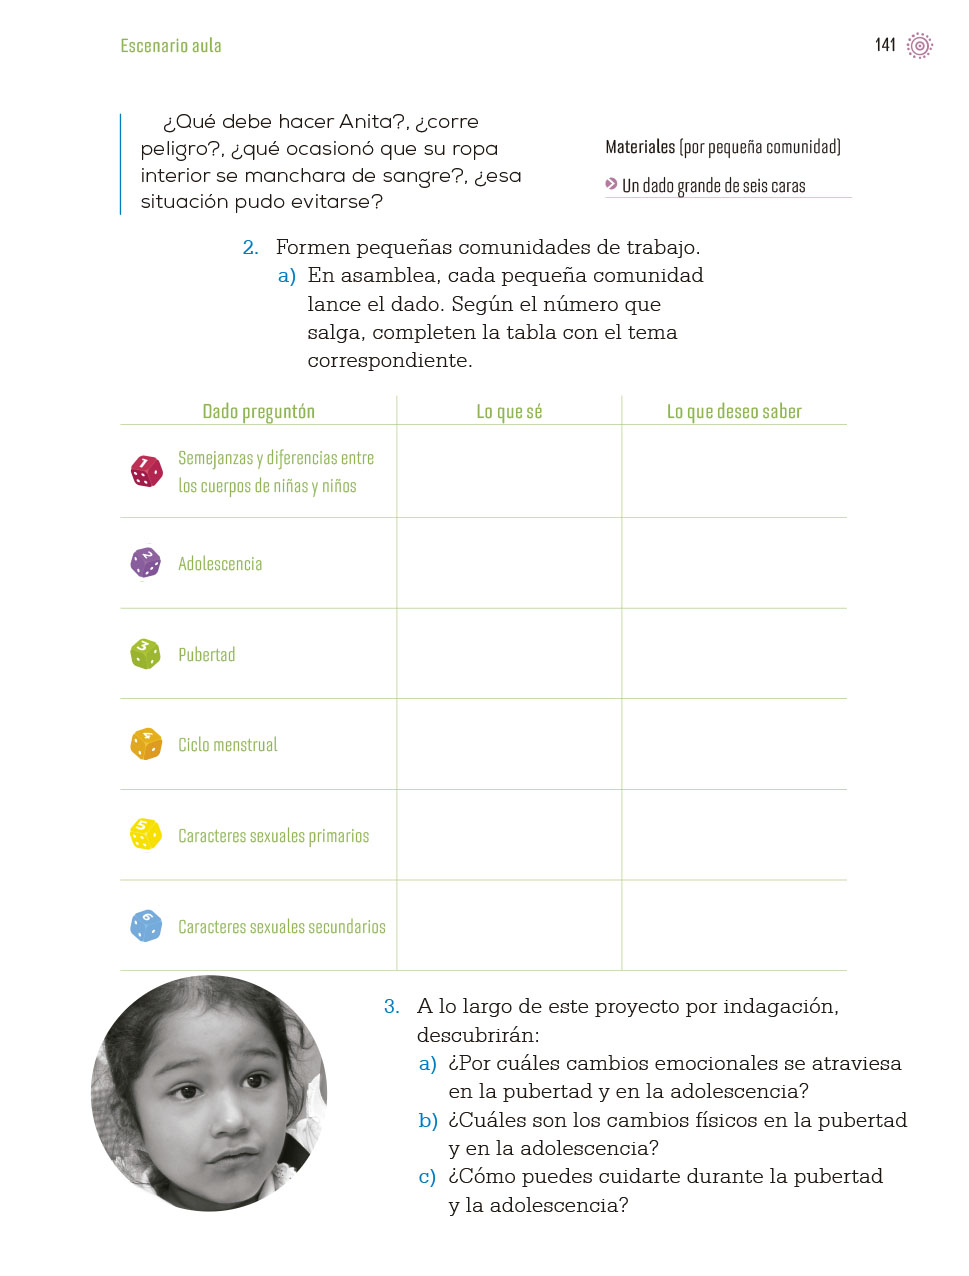 Escenario aula
141
¿Qué debe hacer Anita?, ¿corre
peligro?, ¿qué ocasionó que su ropa
interior se manchara de sangre?, ¿esa
situación pudo evitarse?
Materiales (por pequeña comunidad)
Un dado grande de seis caras
2. Formen pequeñas comunidades de trabajo.
a) En asamblea, cada pequeña comunidad
lance el dado. Según el número que
salga, completen la tabla con el tema
correspondiente.
Dado preguntón Lo que sé Lo que deseo saber
1
Semejanzas y diferencias entre
los cuerpos de niñas y niños
2 Adolescencia
3 Pubertad
4 Ciclo menstrual
5 Caracteres sexuales primarios
6 Caracteres sexuales secundarios
3. A lo largo de este proyecto por indagación,
descubrirán:
a) ¿Por cuáles cambios emocionales se atraviesa
en la pubertad y en la adolescencia?
b) ¿Cuáles son los cambios físicos en la pubertad
y en la adolescencia?
c) ¿Cómo puedes cuidarte durante la pubertad
y la adolescencia?